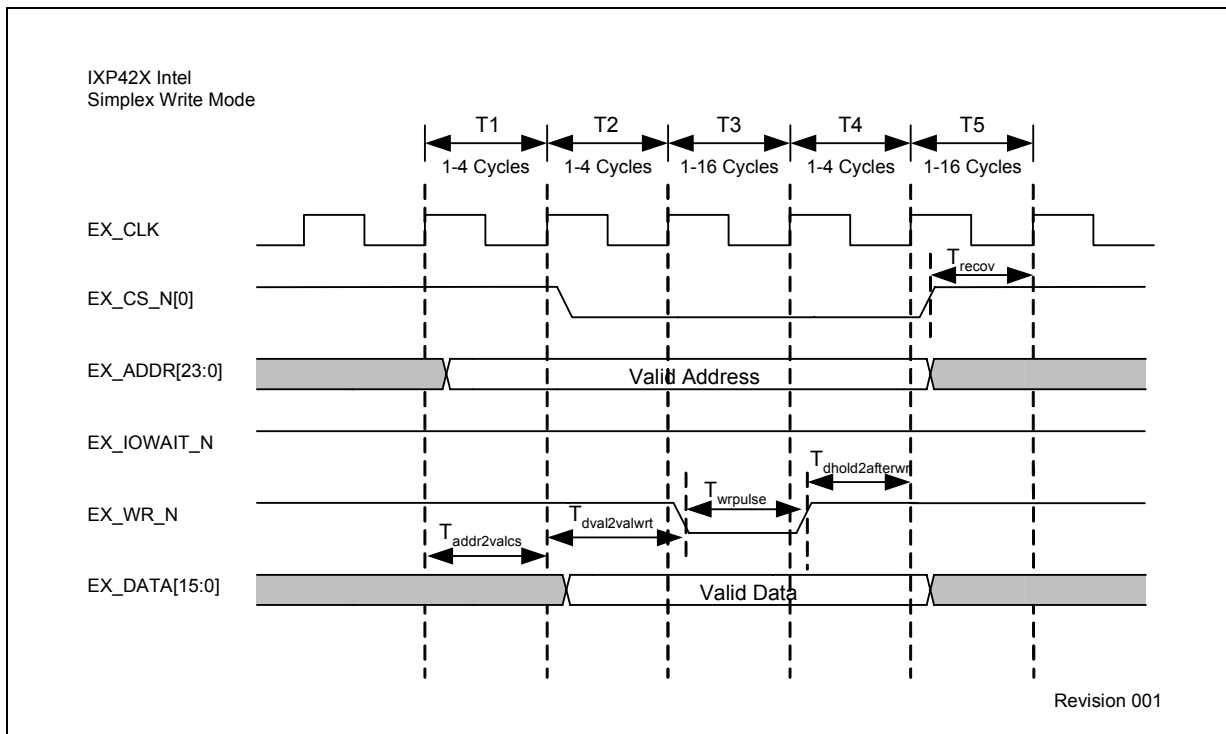 IXP42X Intel
Simplex Write Mode
T1 T2 T3 T4 T5
1-4 Cycles 1-4 Cycles 1-16 Cycles 1-4 Cycles 1-16 Cycles
EX_CLK
Trecov
EX_CS_N[0]
EX_ADDR[23:0]
Valid Address
EX_IOWAIT_N
Tdhold2afterwr
Twrpulse
EX_WR_N
Tdval2valwrt
Taddr2valcs
EX_DATA[15:0]
Valid Data
Revision 001